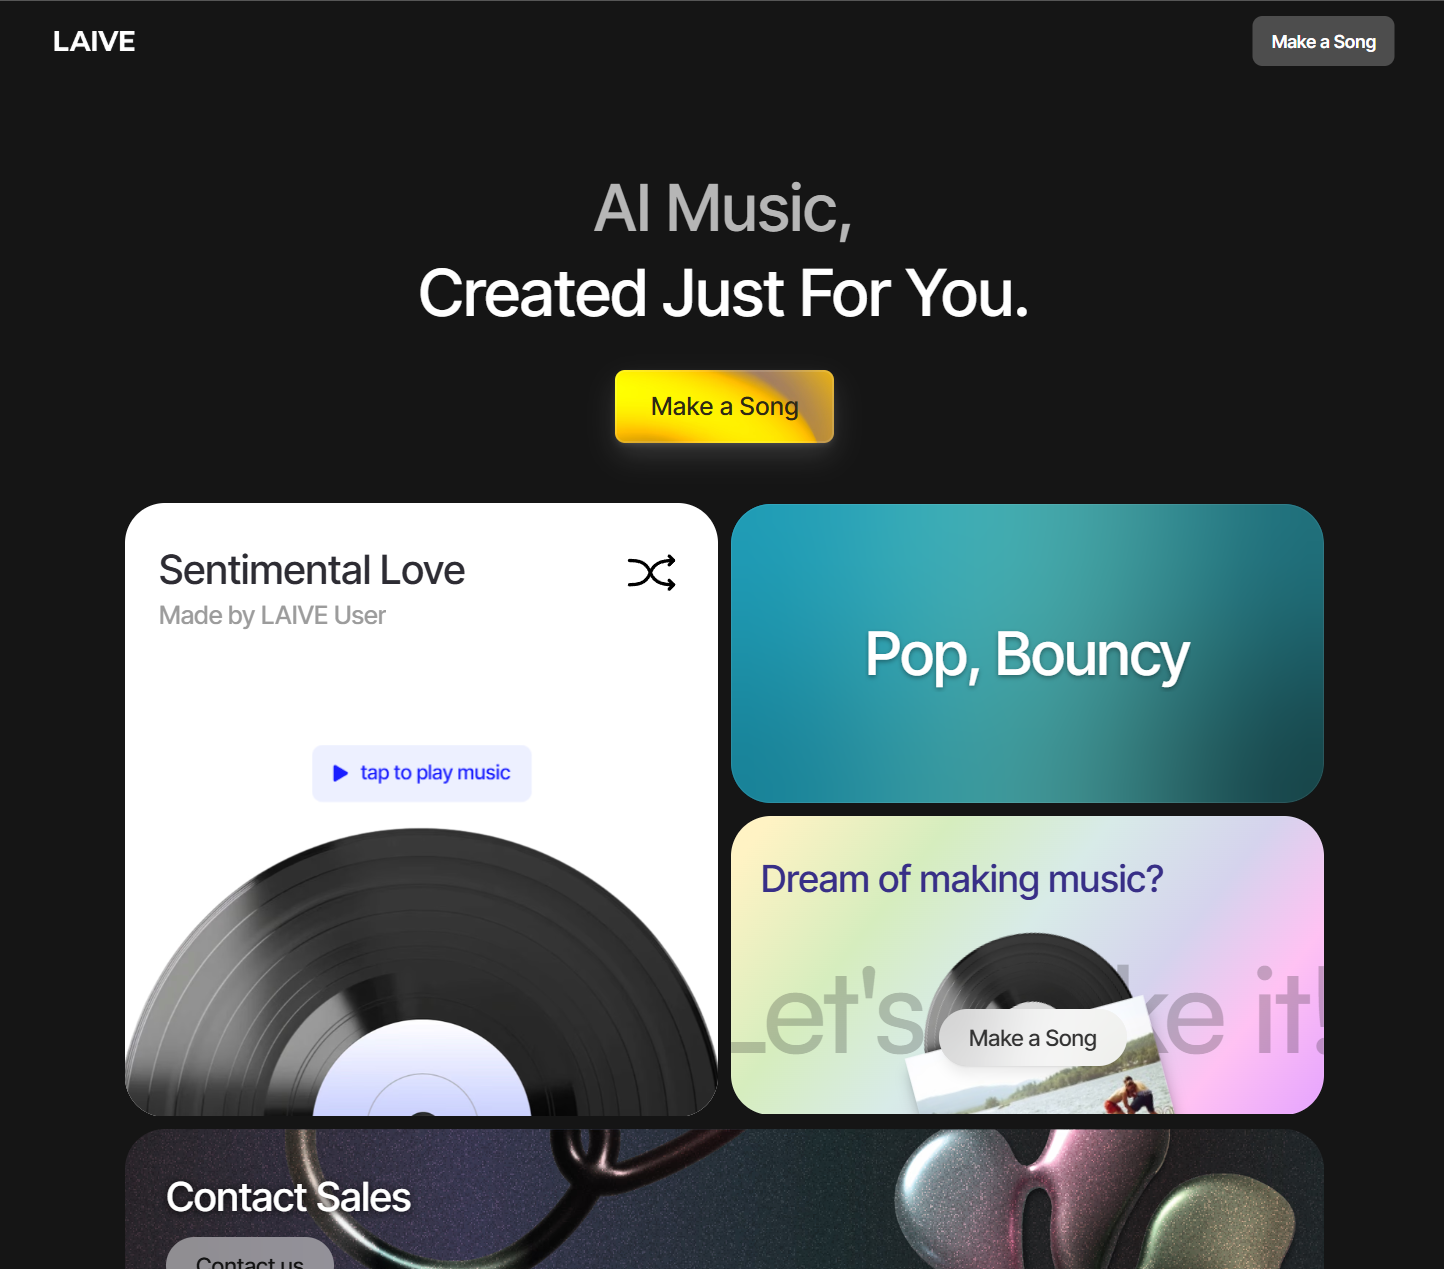 LAIVE
Make a Song
AI Music,
Created Just For You.
Make a Song
Sentimental Love
Made by LAIVE User
tap to play music
Pop, Bouncy
Dream of making music?
Let's ke it!
Make a Song
Contact Sales
Contact us